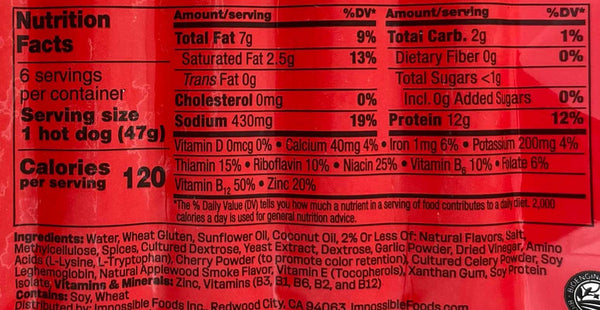 Nutrition
Facts
6 servings
per container
Serving size
1 hot dog (47g)
Calories
per serving 120
Amount/serving %DV*
Total Fat 7g 9%
Saturated Fat 2.5g 13%
Trans Fat 0g
Cholesterol 0mg 0%
Sodium 430mg 19%
Amount/serving %DV*
Total Carb. 2g 1%
Dietary Fiber 0g 0%
Total Sugars <1g
Incl. 0g Added Sugars 0%
Protein 12g 12%
Vitamin D 0mcg 0% • Calcium 40mg 4% • Iron 1mg 6% • Potassium 200mg 4%
Thiamin 15% • Riboflavin 10% • Niacin 25% • Vitamin B6 10% • Folate 6%
Vitamin B12 50% • Zinc 20%
*The % Daily Value (DV) tells you how much a nutrient in a serving of food contributes to a daily diet. 2,000
calories a day is used for general nutrition advice.
Ingredients: Water, Wheat Gluten, Sunflower Oil, Coconut Oil, 2% Or Less Of: Natural Flavors, Salt,
Methylcellulose, Spices, Cultured Dextrose, Yeast Extract, Dextrose, Garlic Powder, Dried Vinegar, Amino
Acids (L-Lysine, L-Tryptophan), Cherry Powder (to promote color retention), Cultured Celery Powder, Soy
Leghemoglobin, Natural Applewood Smoke Flavor, Vitamin E (Tocopherols), Xanthan Gum, Soy Protein
Isolate, Vitamins & Minerals: Zinc, Vitamins (B3, B1, B6, B2, and B12)
Contains: Soy, Wheat
Distributed by: Impossible Foods Inc., Redwood City, CA 94063 ImpossibleFoods.com